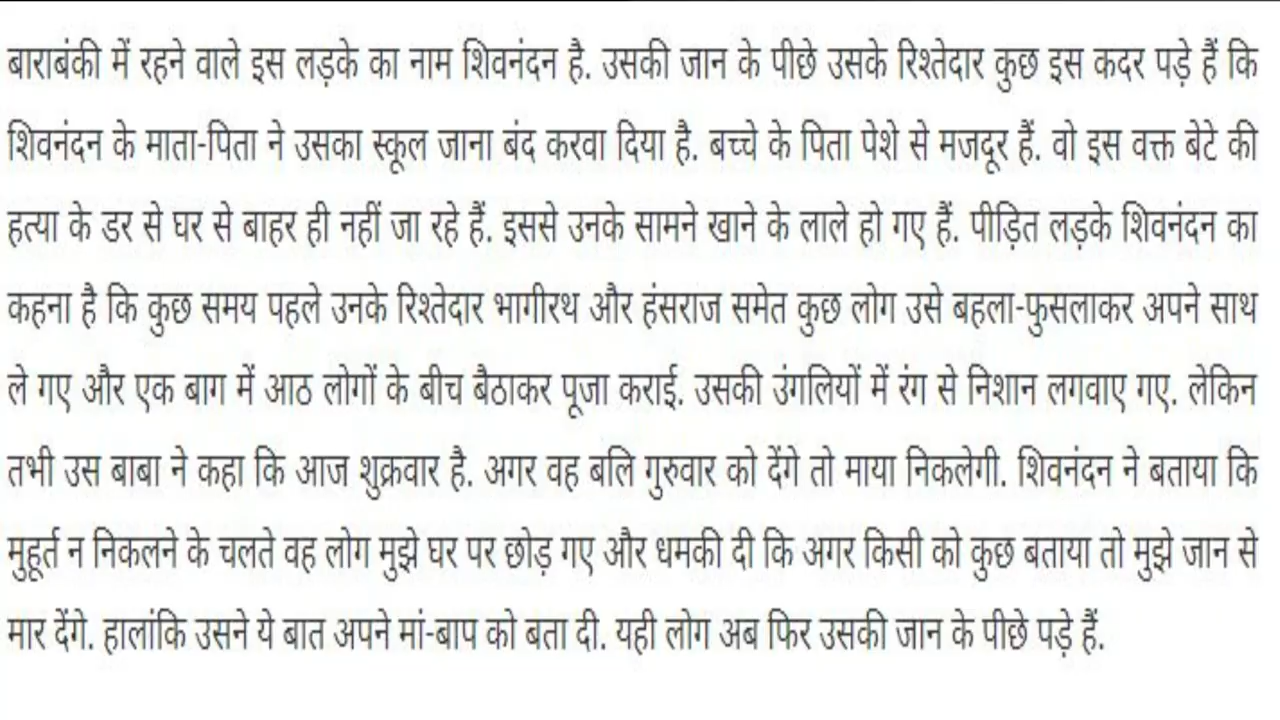 बाराबंकी में रहने वाले इस लड़के का नाम शिवनंदन है. उसकी जान के पीछे उसके रिश्तेदार कुछ इस कदर पड़े हैं कि
शिवनंदन के माता-पिता ने उसका स्कूल जाना बंद करवा दिया है. बच्चे के पिता पेशे से मजदूर हैं. वो इस वक्त बेटे की
हत्या के डर से घर से बाहर ही नहीं जा रहे हैं. इससे उनके सामने खाने के लाले हो गए हैं. पीड़ित लड़के शिवनंदन का
कहना है कि कुछ समय पहले उनके रिश्तेदार भागीरथ और हंसराज समेत कुछ लोग उसे बहला-फुसलाकर अपने साथ
ले गए और एक बाग में आठ लोगों के बीच बैठाकर पूजा कराई. उसकी उंगलियों में रंग से निशान लगवाए गए. लेकिन
तभी उस बाबा ने कहा कि आज शुक्रवार है. अगर वह बलि गुरुवार को देंगे तो माया निकलेगी. शिवनंदन ने बताया कि
मुहूर्त न निकलने के चलते वह लोग मुझे घर पर छोड़ गए और धमकी दी कि अगर किसी को कुछ बताया तो मुझे जान से
मार देंगे. हालांकि उसने ये बात अपने मां-बाप को बता दी. यही लोग अब फिर उसकी जान के पीछे पड़े हैं.